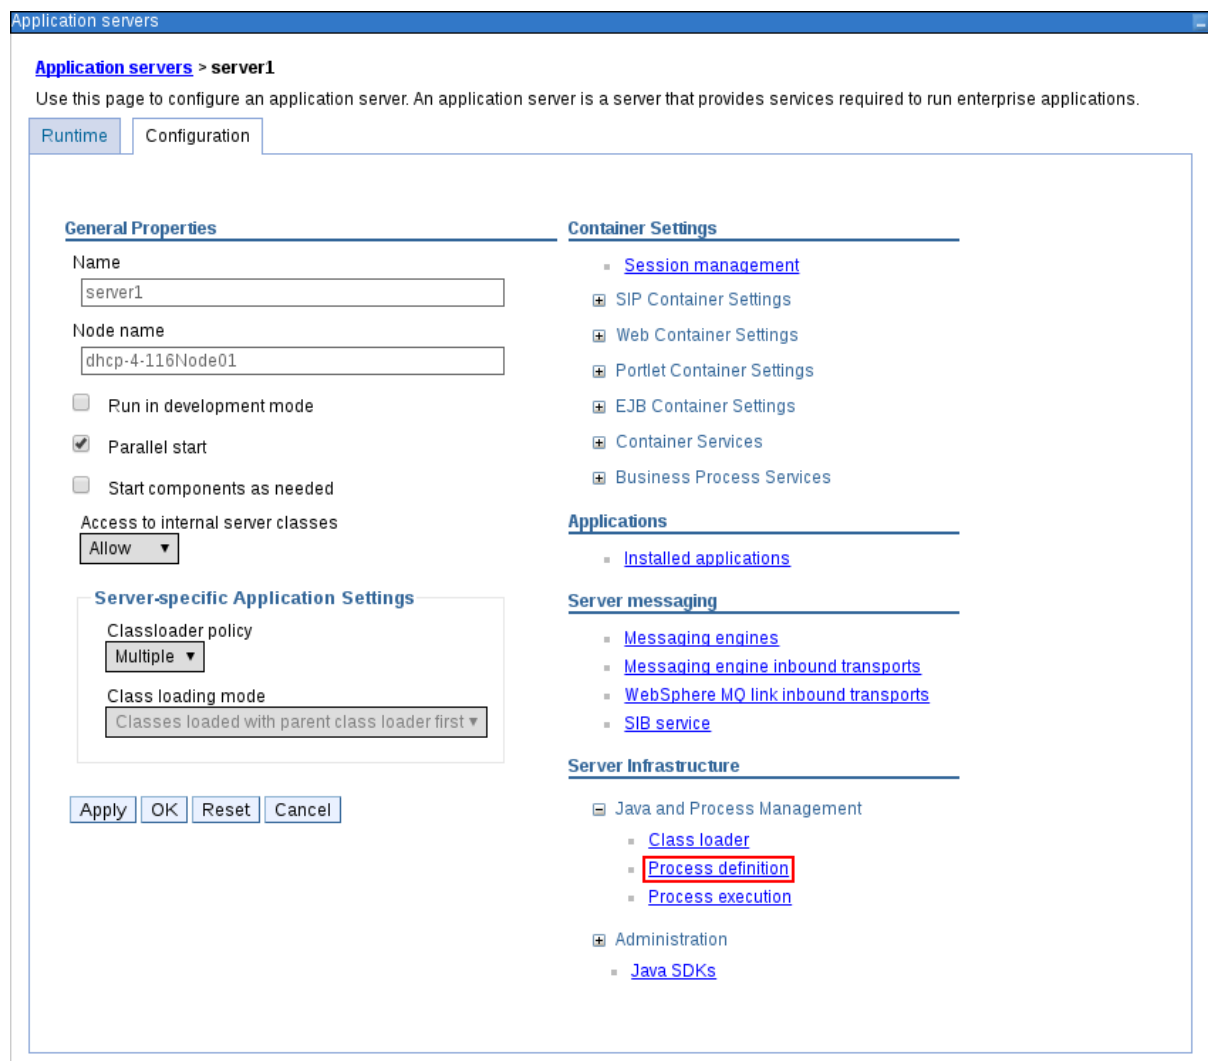 Application servers
Application servers > server1
Use this page to configure an application server. An application server is a server that provides services required to run enterprise applications.
Runtime
Configuration
General Properties
Name
server1
Node name
dhcp-4-116Node01
Run in development mode
Parallel start
Start components as needed
Access to internal server classes
Allow
Server-specific Application Settings
Classloader policy
Multiple
Class loading mode
Classes loaded with parent class loader first
Apply OK Reset Cancel
Container Settings
Session management
SIP Container Settings
Web Container Settings
Portlet Container Settings
EJB Container Settings
Container Services
Business Process Services
Applications
Installed applications
Server messaging
Messaging engines
Messaging engine inbound transports
WebSphere MQ link inbound transports
SIB service
Server Infrastructure
Java and Process Management
Class loader
Process definition
Process execution
Administration
Java SDKs